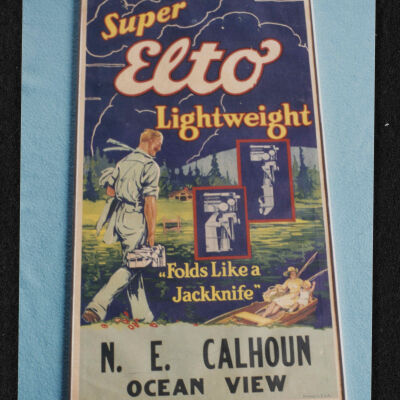 Super
Elto
Lightweight
"Folds Like a
Jackknife"
N. E. CALHOUN
OCEAN VIEW